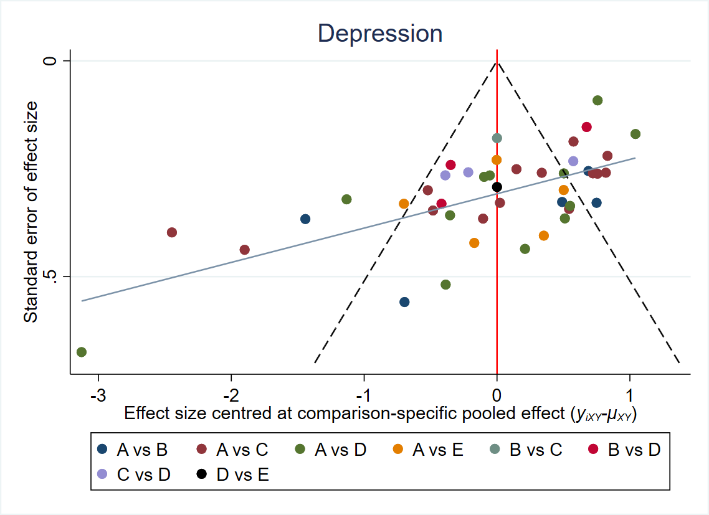 Depression
Standard error of effect size
0
.5
-3 -2 -1 0 1
Effect size centred at comparison-specific pooled effect (yiXY-μXY)
A vs B A vs C A vs D A vs E B vs C B vs D
C vs D D vs E